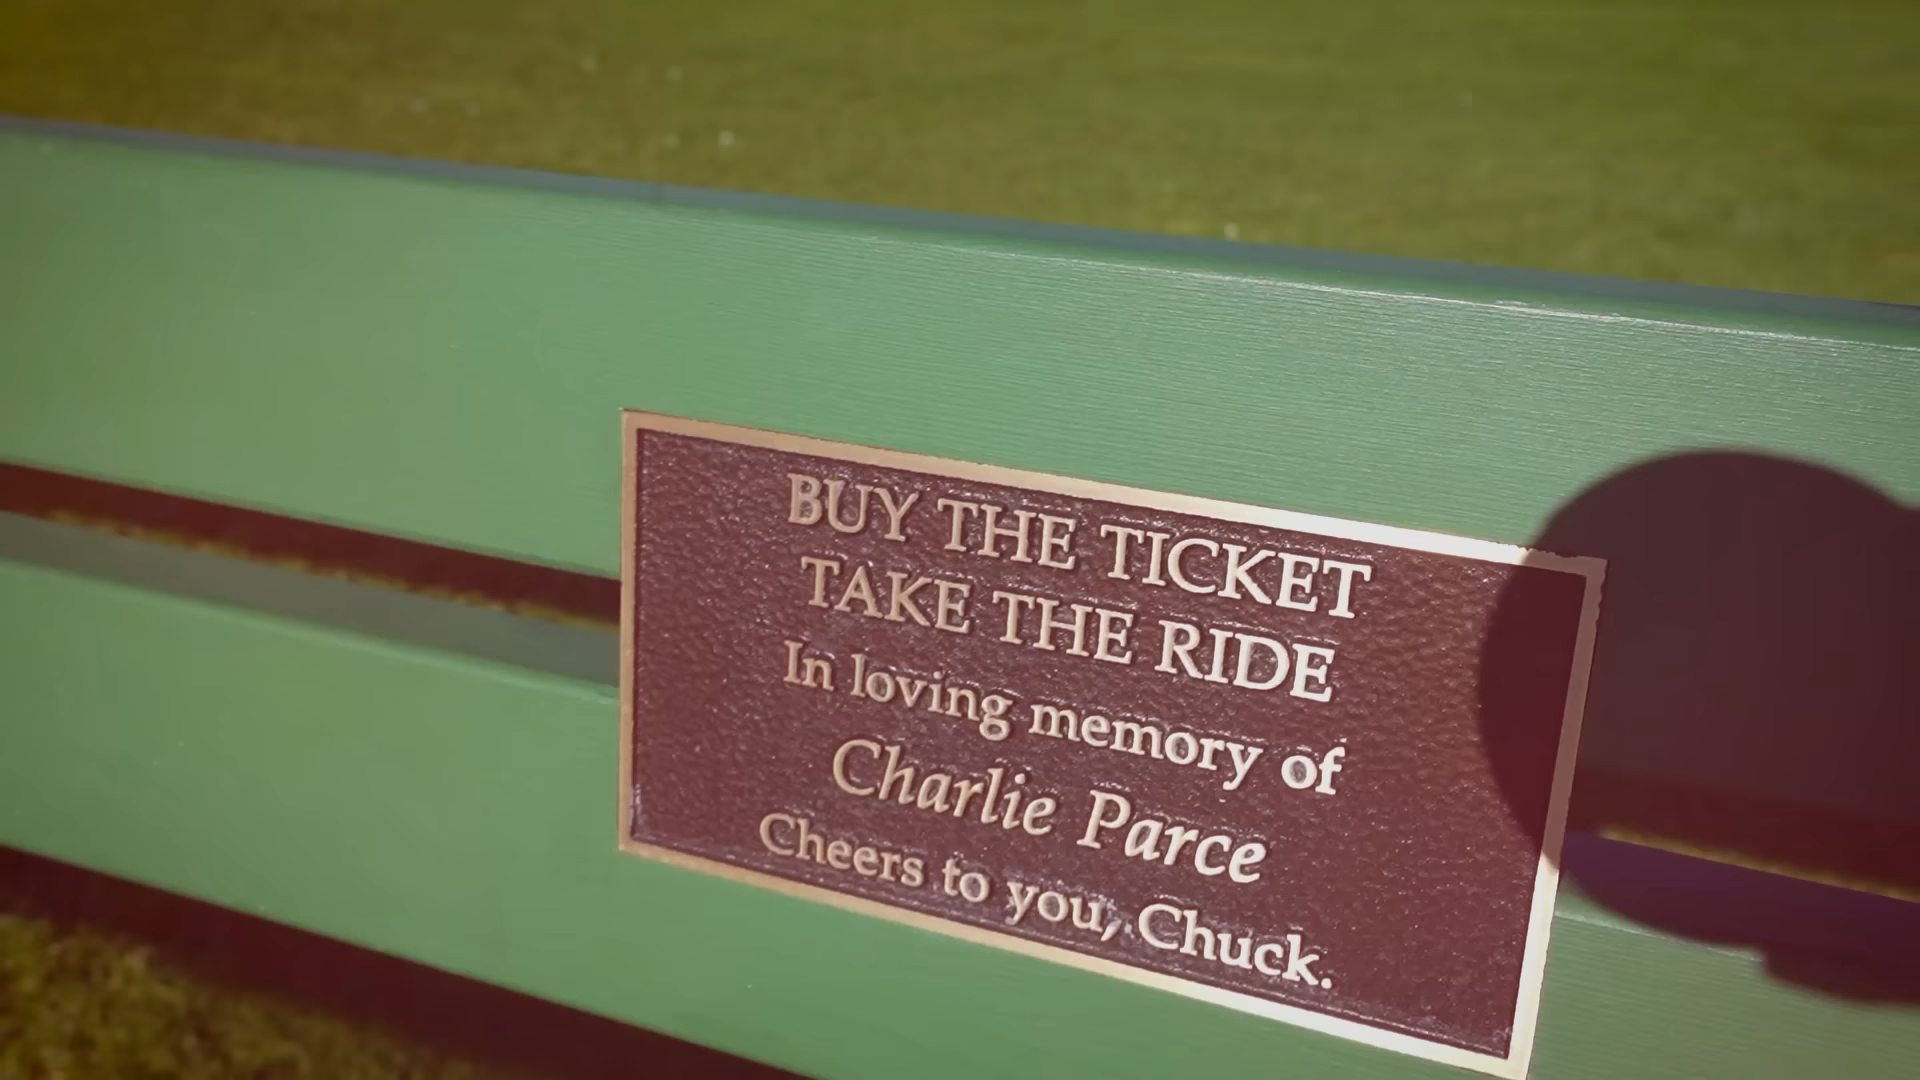 BUY THE TICKET
TAKE THE RIDE
In loving memory of
Charlie Parce
Cheers to you, Chuck.